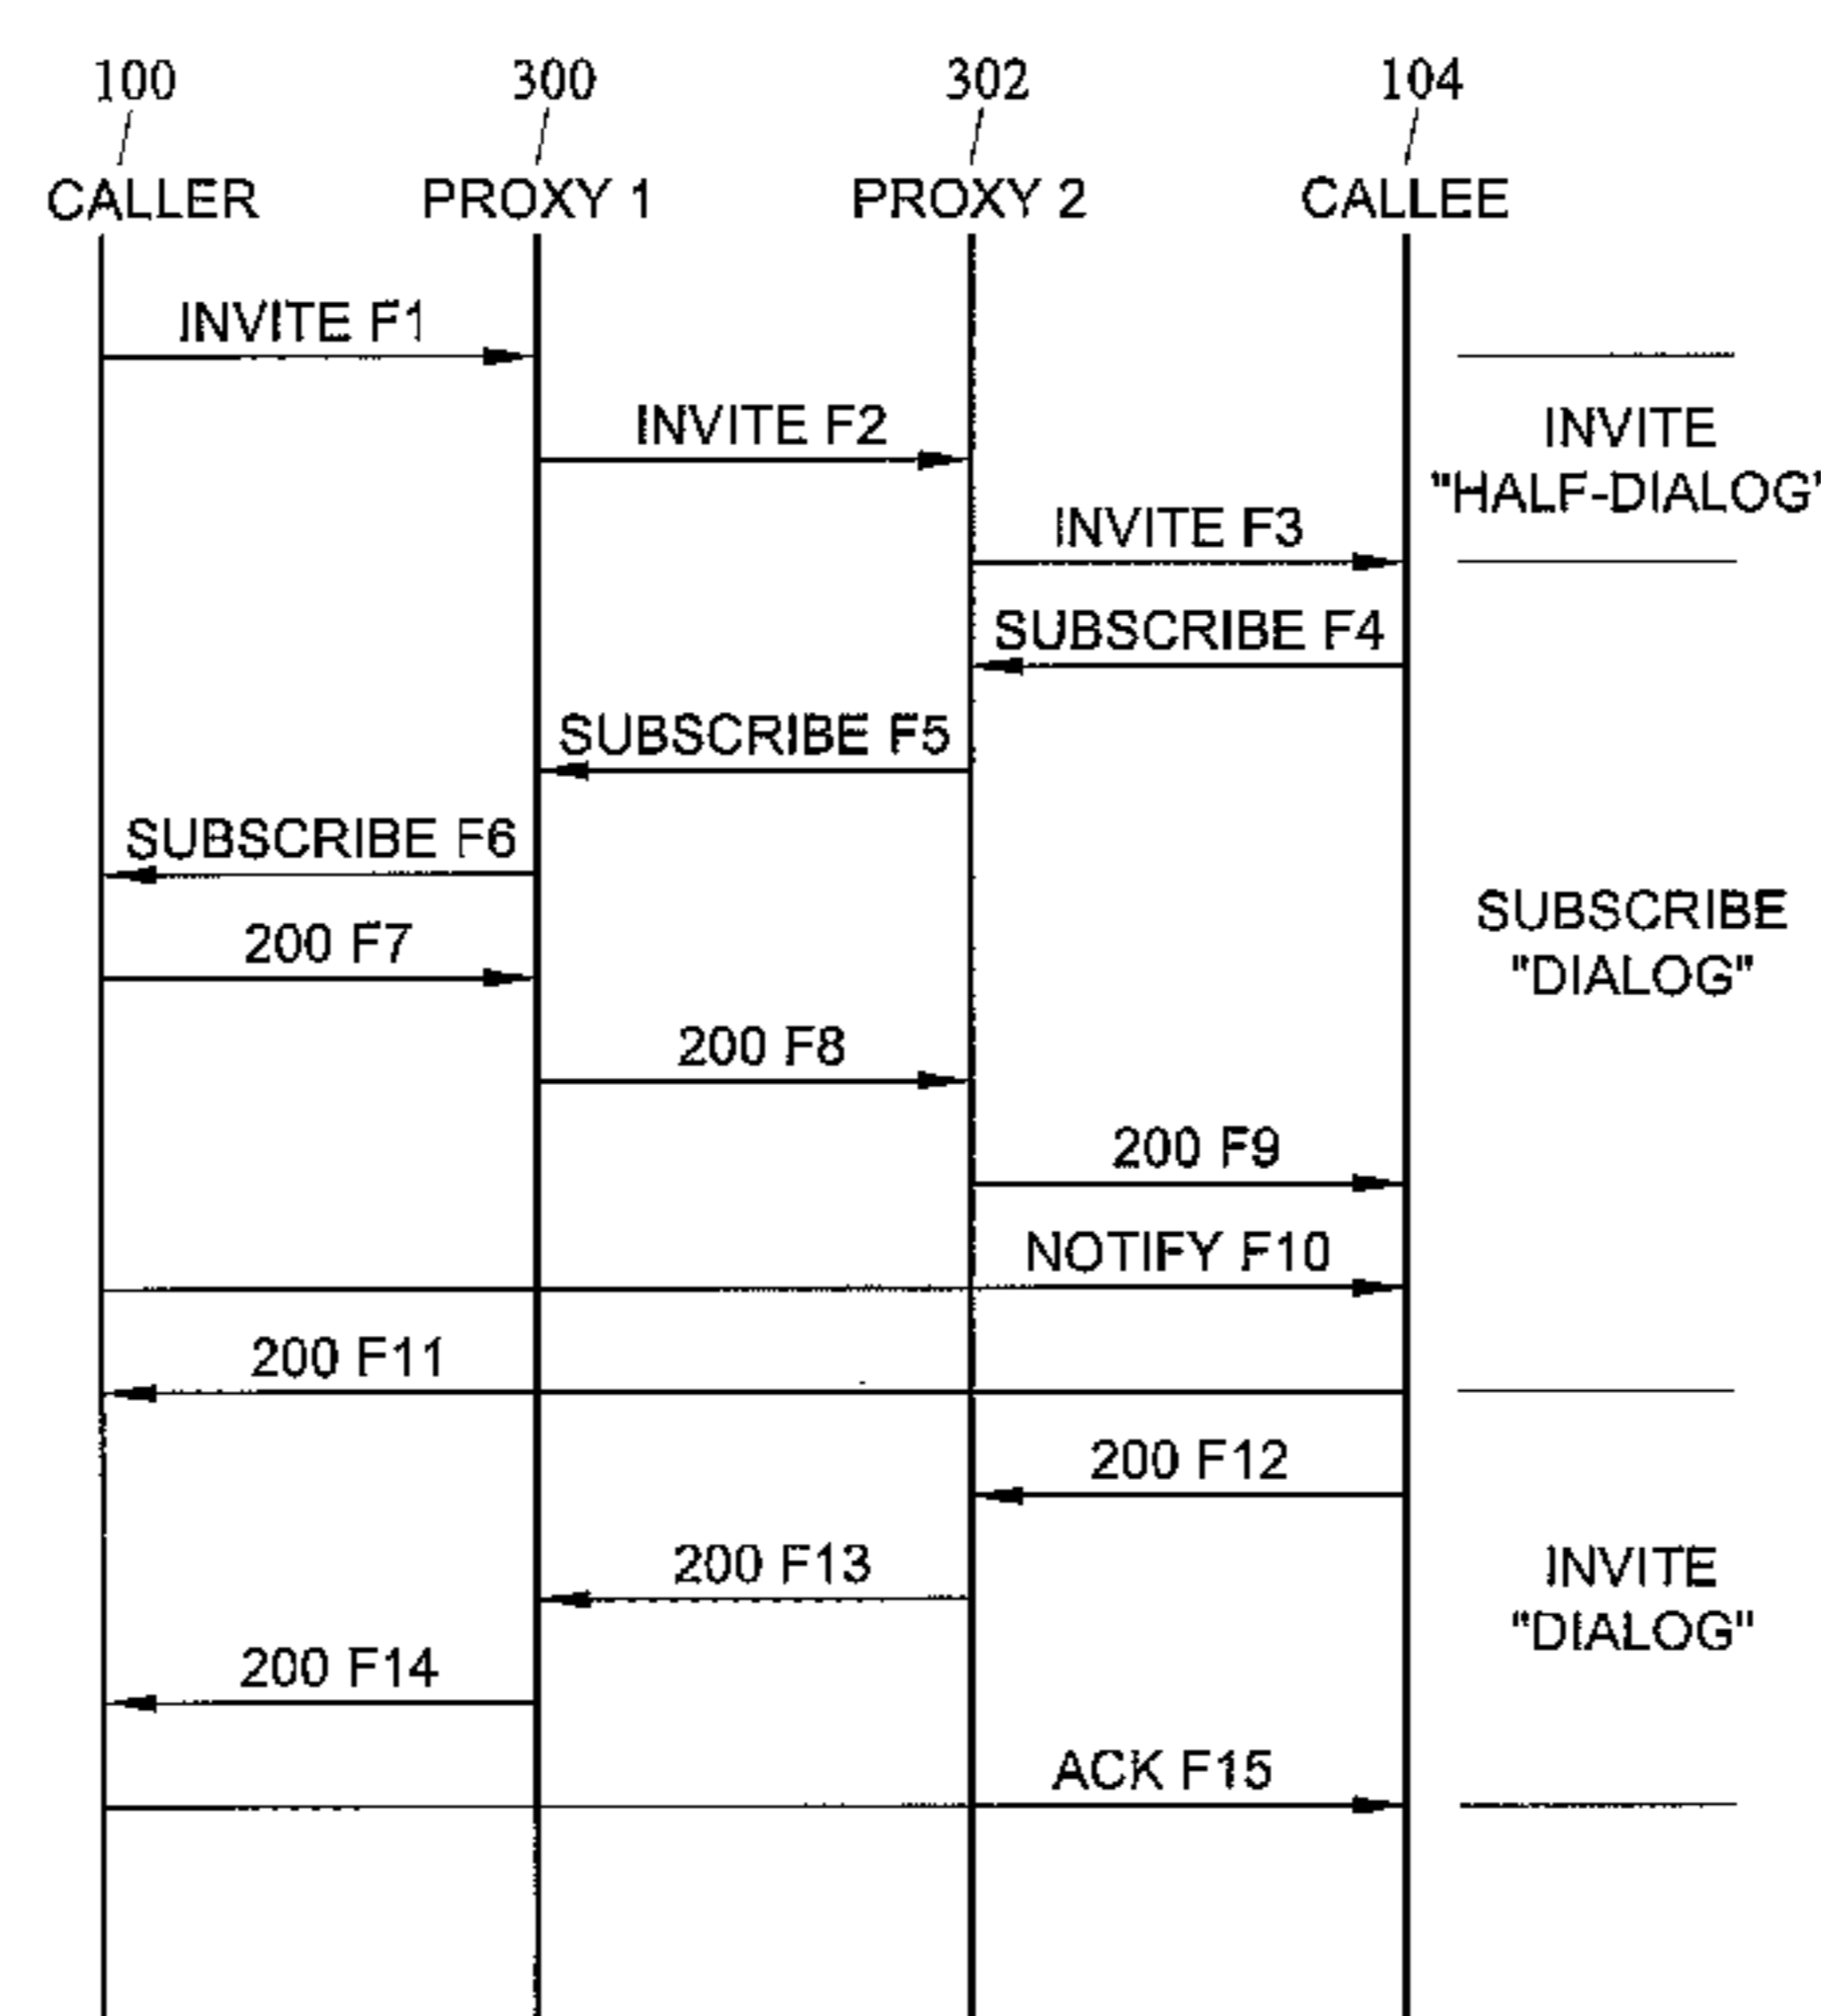 100 300 302 104
CALLER PROXY 1 PROXY 2 CALLEE
INVITE F1
INVITE F2
INVITE
"HALF-DIALOG"
INVITE F3
SUBSCRIBE F4
SUBSCRIBE F5
SUBSCRIBE F6
SUBSCRIBE
"DIALOG"
200 F7
200 F8
200 F9
NOTIFY F10
200 F11
200 F12
200 F13
INVITE
"DIALOG"
200 F14
ACK F15